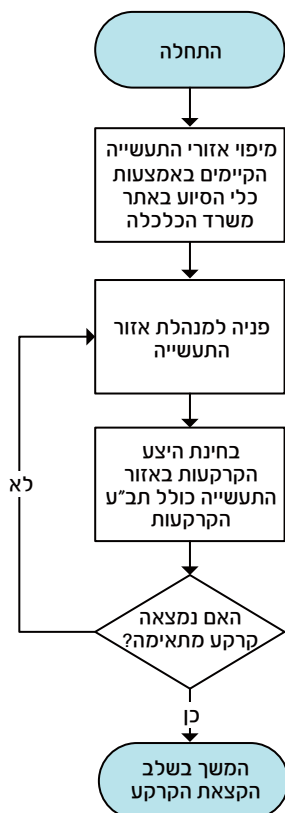 התחלה
מיפוי אזורי התעשייה
הקיימים באמצעות
כלי הסיוע באתר
משרד הכלכלה
פניה למנהלת אזור
התעשייה
בחינת היצע
הקרקעות באזור
התעשייה כולל תב״ע
הקרקעות
לא
האם נמצאה
קרקע מתאימה?
כן
המשך בשלב
הקצאת הקרקע